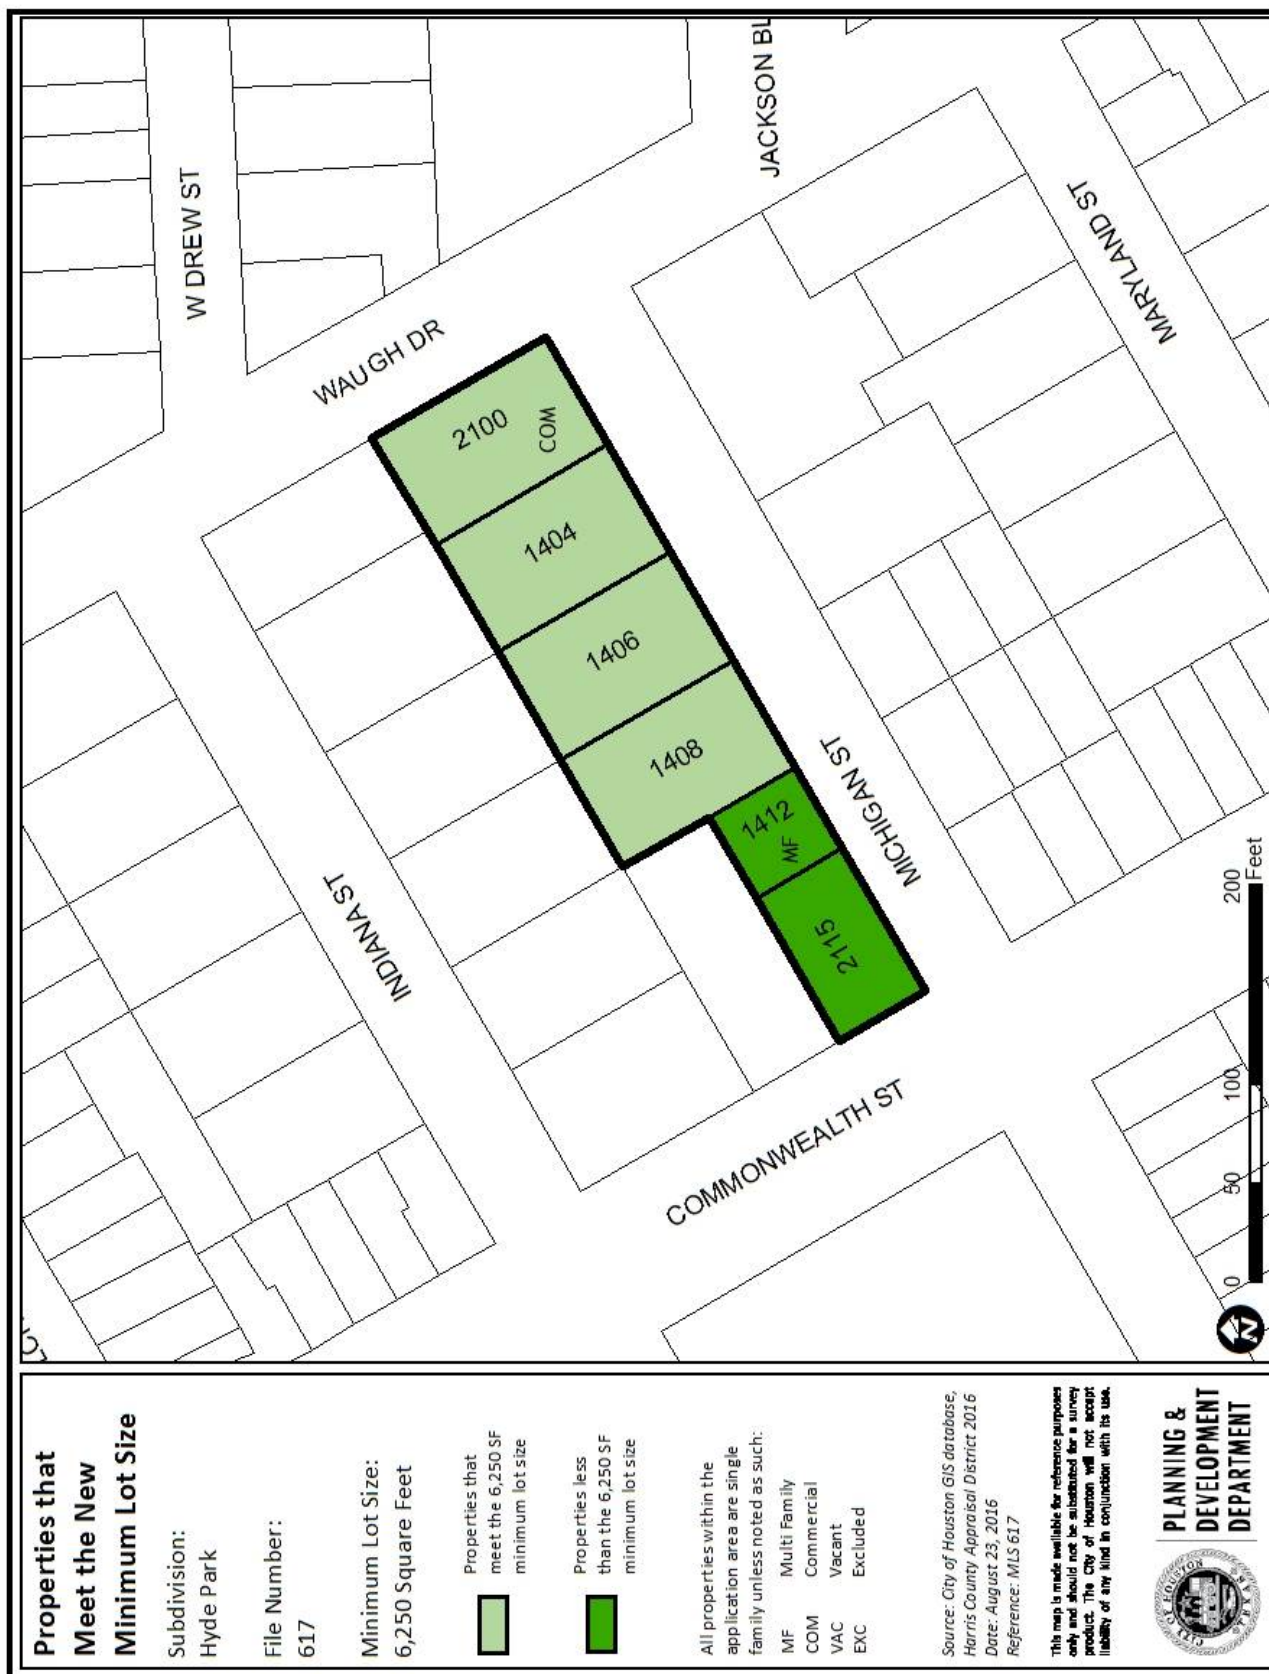 Properties that
Meet the New
Minimum Lot Size
Subdivision:
Hyde Park
File Number:
617
Minimum Lot Size:
6,250 Square Feet
Properties that
meet the 6,250 SF
minimum lot size
Properties less
than the 6,250 SF
minimum lot size
All properties within the
application area are single
family unless noted as such:
MF Multi Family
COM Commercial
VAC Vacant
EXC Excluded
Source: City of Houston GIS database,
Harris County Appraisal District 2016
Date: August 23, 2016
Reference: MLS 617
This map is made available for reference purposes
only and should not be substituted for a survey
product. The City of Houston will not accept
liability of any kind in conjunction with its use.
CITY OF HOUSTON
TEXAS
PLANNING &
DEVELOPMENT
DEPARTMENT
W DREW ST
WAUGH DR
JACKSON BL
MARYLAND ST
INDIANA ST
MICHIGAN ST
COMMONWEALTH ST
2100
COM
1404
1406
1408
1412
MF
2115
N
0 50 100 200
Feet